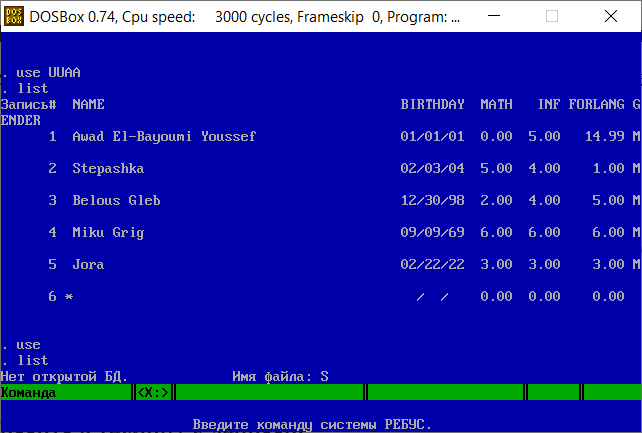 DOS
BOX
DOSBox 0.74, Cpu speed: 3000 cycles, Frameskip 0, Program: ...
. use UUAA
. list
Запись# NAME BIRTHDAY MATH INF FORLANG G
ENDER
1 Awad El-Bayoumi Youssef 01/01/01 0.00 5.00 14.99 M
2 Stepashka 02/03/04 5.00 4.00 1.00 M
3 Belous Gleb 12/30/98 2.00 4.00 5.00 M
4 Miku Grig 09/09/69 6.00 6.00 6.00 M
5 Jora 02/22/22 3.00 3.00 3.00 M
6 * / / 0.00 0.00 0.00
. use
. list
Нет открытой БД. Имя файла: S
Команда <X:>
Введите команду системы РЕБУС.